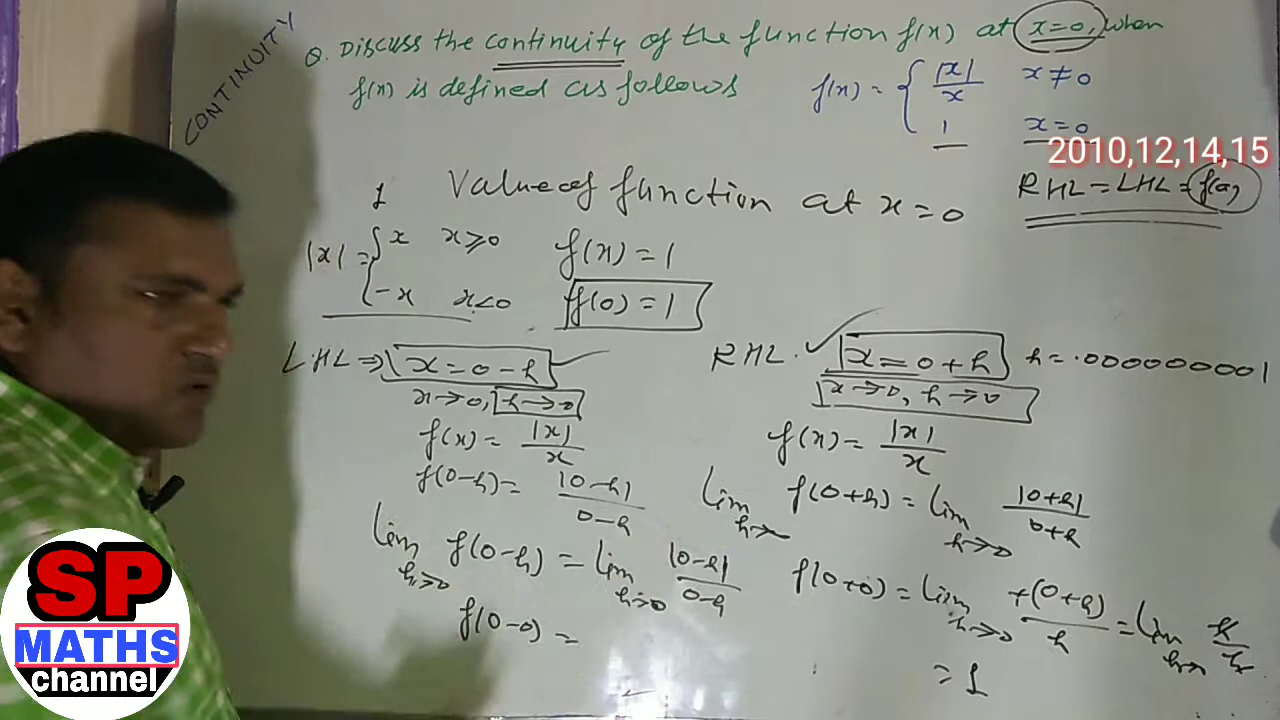 CONTINUITY
Q. Discuss the continuity of the function f(x) at x=0, when
f(x) is defined as follows f(x) = { |x|/x x≠0
1 x=0
2010,12,14,15
RHL = LHL = f(a)
1 Value of function at x=0
|x| = { x x≥0 f(x) = 1
-x x<0 f(0) = 1
LHL ⇒ x = 0-h
x→0, h→0
f(x) = |x|/x
f(0-h) = |0-h|/0-h
Lim h→0 f(0-h) = Lim h→0 |0-h|/0-h
f(0-0) =
RHL. x = 0+h h = .0000000001
x→0, h→0
f(x) = |x|/x
Lim h→ f(0+h) = Lim h→0 |0+h|/0+h
f(0+0) = Lim h→0 +(0+h)/h = Lim h→ h/h
= 1
SP
MATHS
channel